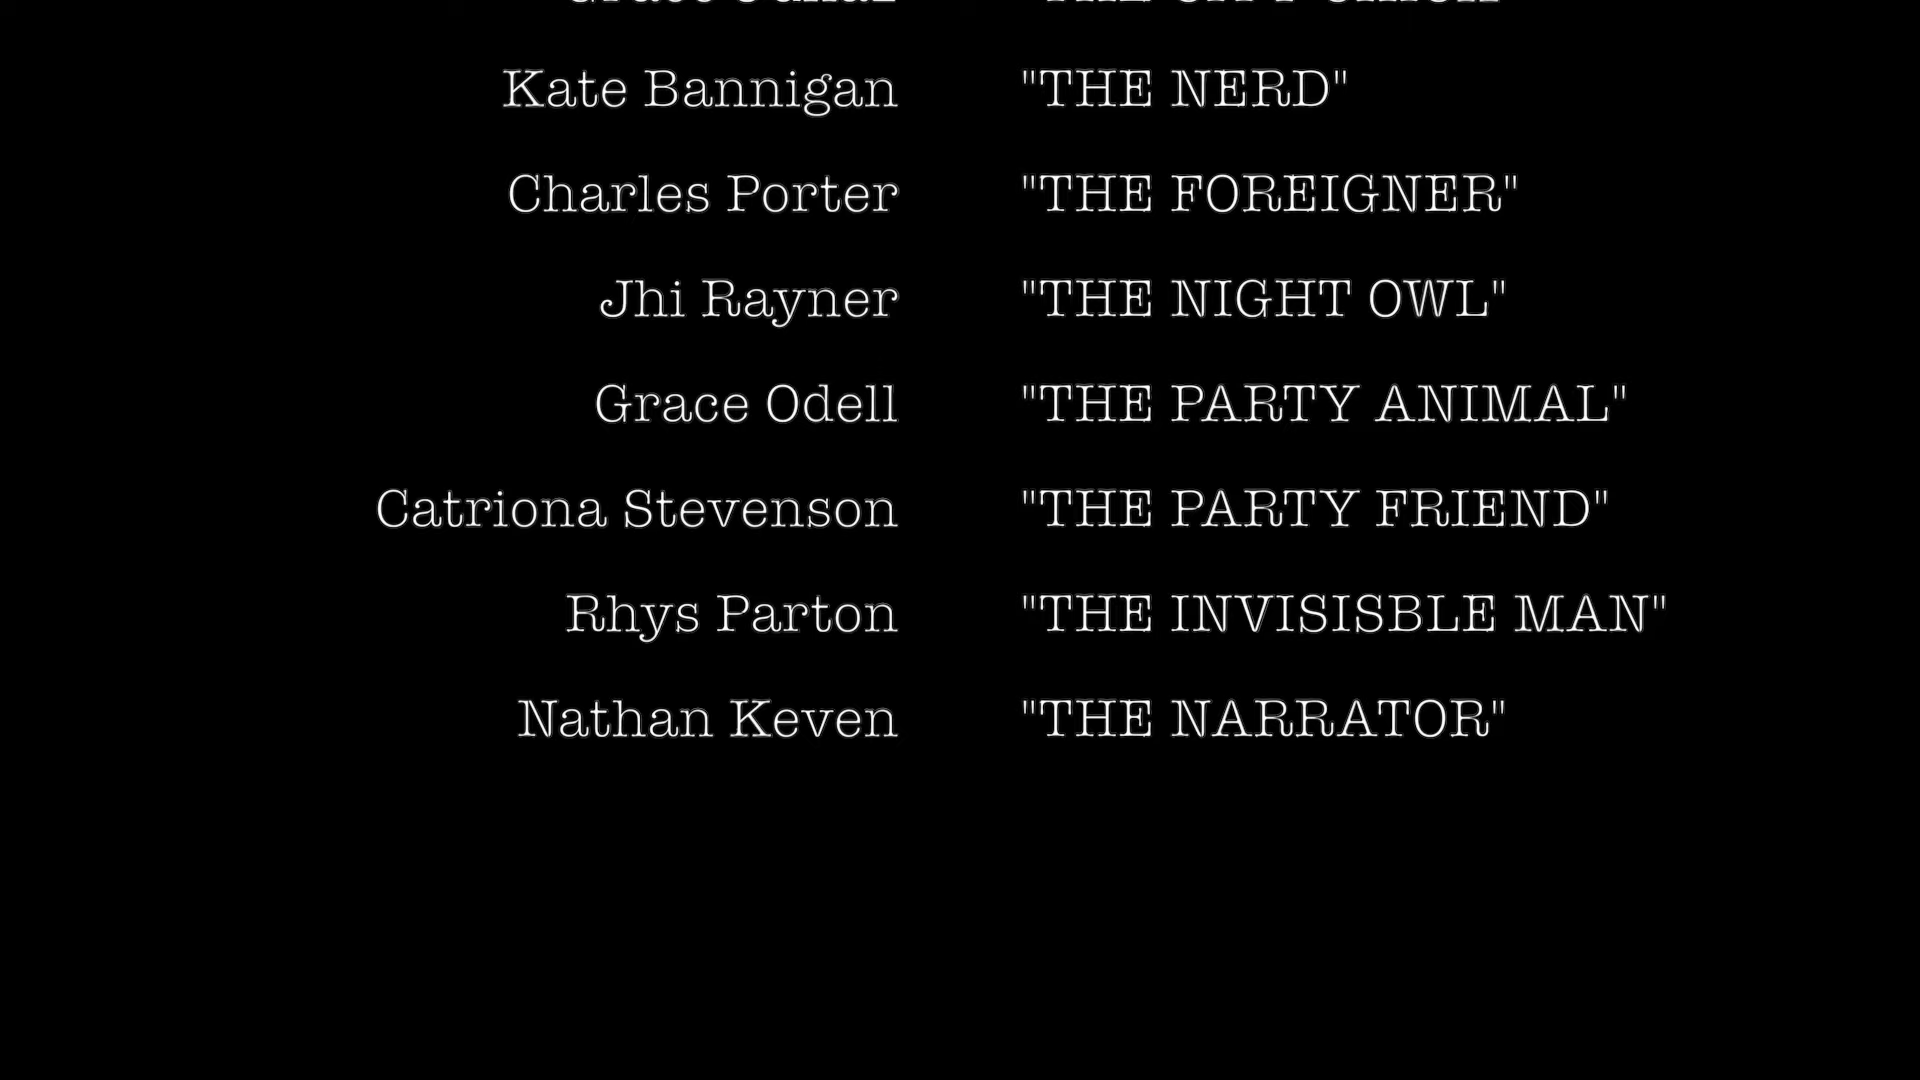 Kate Bannigan "THE NERD"
Charles Porter "THE FOREIGNER"
Jhi Rayner "THE NIGHT OWL"
Grace Odell "THE PARTY ANIMAL"
Catriona Stevenson "THE PARTY FRIEND"
Rhys Parton "THE INVISISBLE MAN"
Nathan Keven "THE NARRATOR"